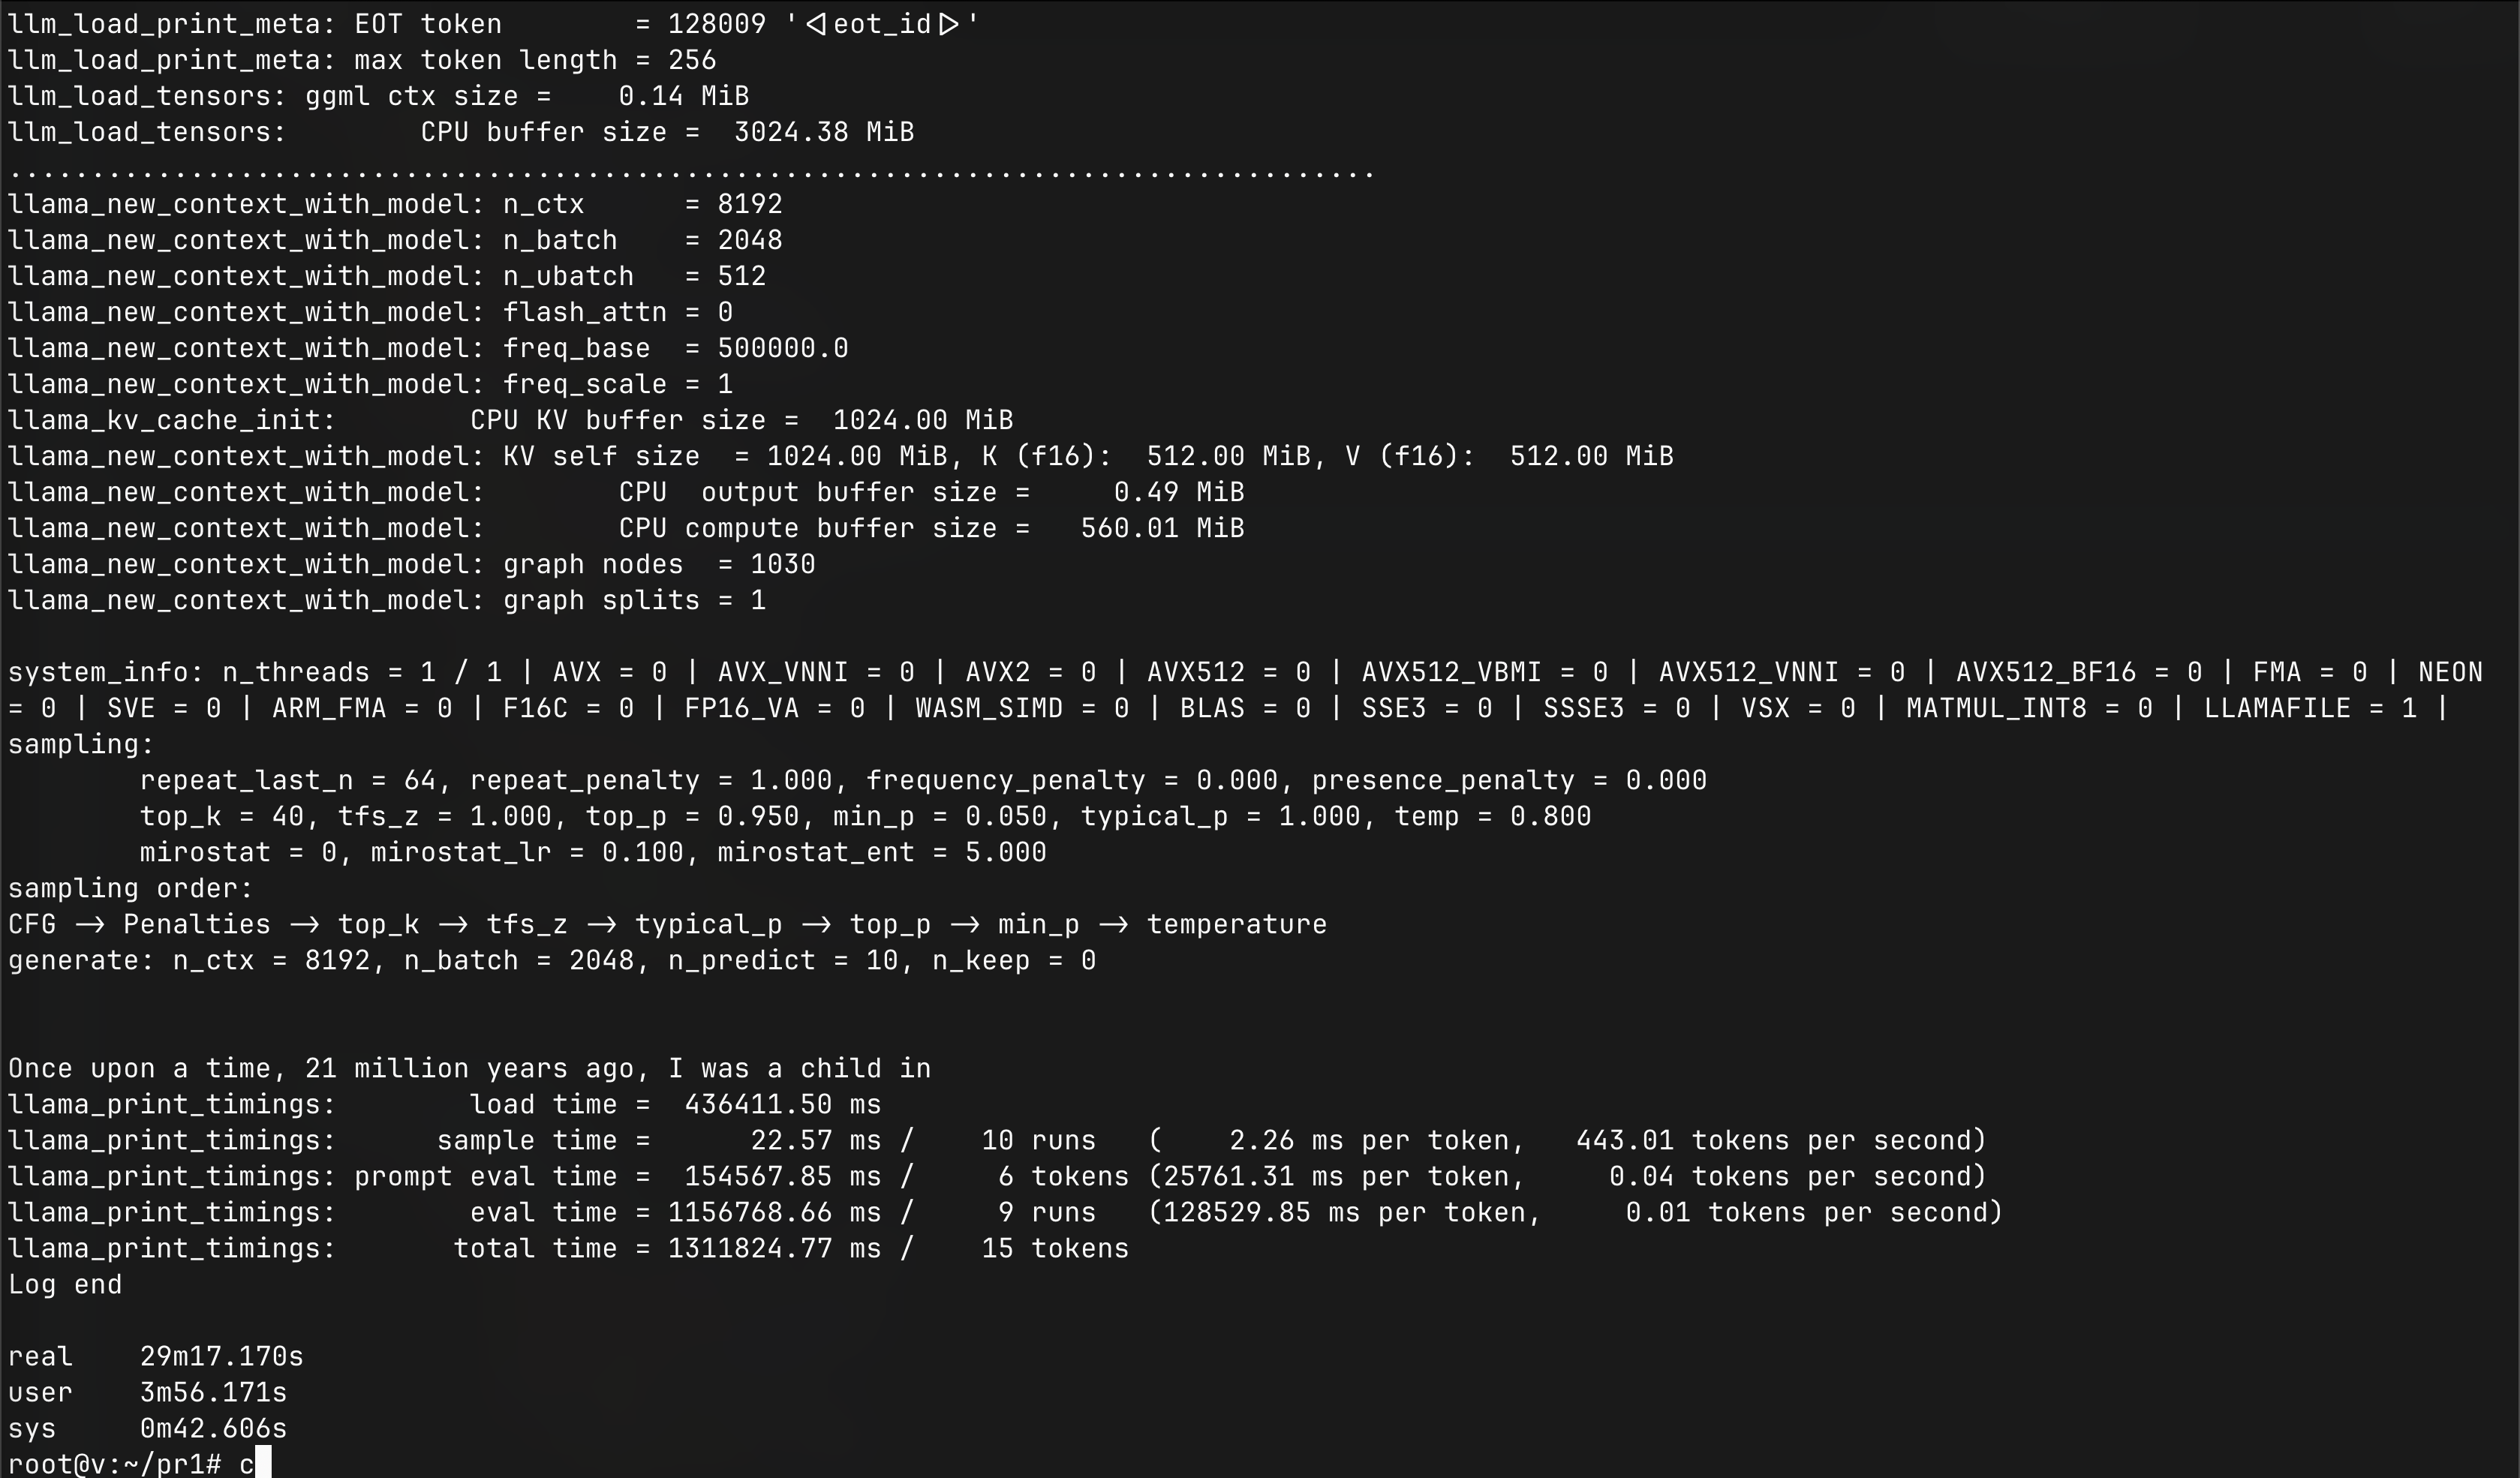 llm_load_print_meta: EOT token        = 128009 '<|eot_id|>'
llm_load_print_meta: max token length = 256
llm_load_tensors: ggml ctx size =    0.14 MiB
llm_load_tensors:        CPU buffer size =  3024.38 MiB
...................................................................................
llama_new_context_with_model: n_ctx      = 8192
llama_new_context_with_model: n_batch    = 2048
llama_new_context_with_model: n_ubatch   = 512
llama_new_context_with_model: flash_attn = 0
llama_new_context_with_model: freq_base  = 500000.0
llama_new_context_with_model: freq_scale = 1
llama_kv_cache_init:        CPU KV buffer size =  1024.00 MiB
llama_new_context_with_model: KV self size  = 1024.00 MiB, K (f16):  512.00 MiB, V (f16):  512.00 MiB
llama_new_context_with_model:        CPU  output buffer size =     0.49 MiB
llama_new_context_with_model:        CPU compute buffer size =   560.01 MiB
llama_new_context_with_model: graph nodes  = 1030
llama_new_context_with_model: graph splits = 1
system_info: n_threads = 1 / 1 | AVX = 0 | AVX_VNNI = 0 | AVX2 = 0 | AVX512 = 0 | AVX512_VBMI = 0 | AVX512_VNNI = 0 | AVX512_BF16 = 0 | FMA = 0 | NEON
= 0 | SVE = 0 | ARM_FMA = 0 | F16C = 0 | FP16_VA = 0 | WASM_SIMD = 0 | BLAS = 0 | SSE3 = 0 | SSSE3 = 0 | VSX = 0 | MATMUL_INT8 = 0 | LLAMAFILE = 1 |
sampling:
        repeat_last_n = 64, repeat_penalty = 1.000, frequency_penalty = 0.000, presence_penalty = 0.000
        top_k = 40, tfs_z = 1.000, top_p = 0.950, min_p = 0.050, typical_p = 1.000, temp = 0.800
        mirostat = 0, mirostat_lr = 0.100, mirostat_ent = 5.000
sampling order:
CFG -> Penalties -> top_k -> tfs_z -> typical_p -> top_p -> min_p -> temperature
generate: n_ctx = 8192, n_batch = 2048, n_predict = 10, n_keep = 0
Once upon a time, 21 million years ago, I was a child in
llama_print_timings:        load time =  436411.50 ms
llama_print_timings:      sample time =      22.57 ms /    10 runs   (    2.26 ms per token,   443.01 tokens per second)
llama_print_timings: prompt eval time =  154567.85 ms /     6 tokens (25761.31 ms per token,     0.04 tokens per second)
llama_print_timings:        eval time = 1156768.66 ms /     9 runs   (128529.85 ms per token,     0.01 tokens per second)
llama_print_timings:       total time = 1311824.77 ms /    15 tokens
Log end
real    29m17.170s
user    3m56.171s
sys     0m42.606s
root@v:~/pr1# c